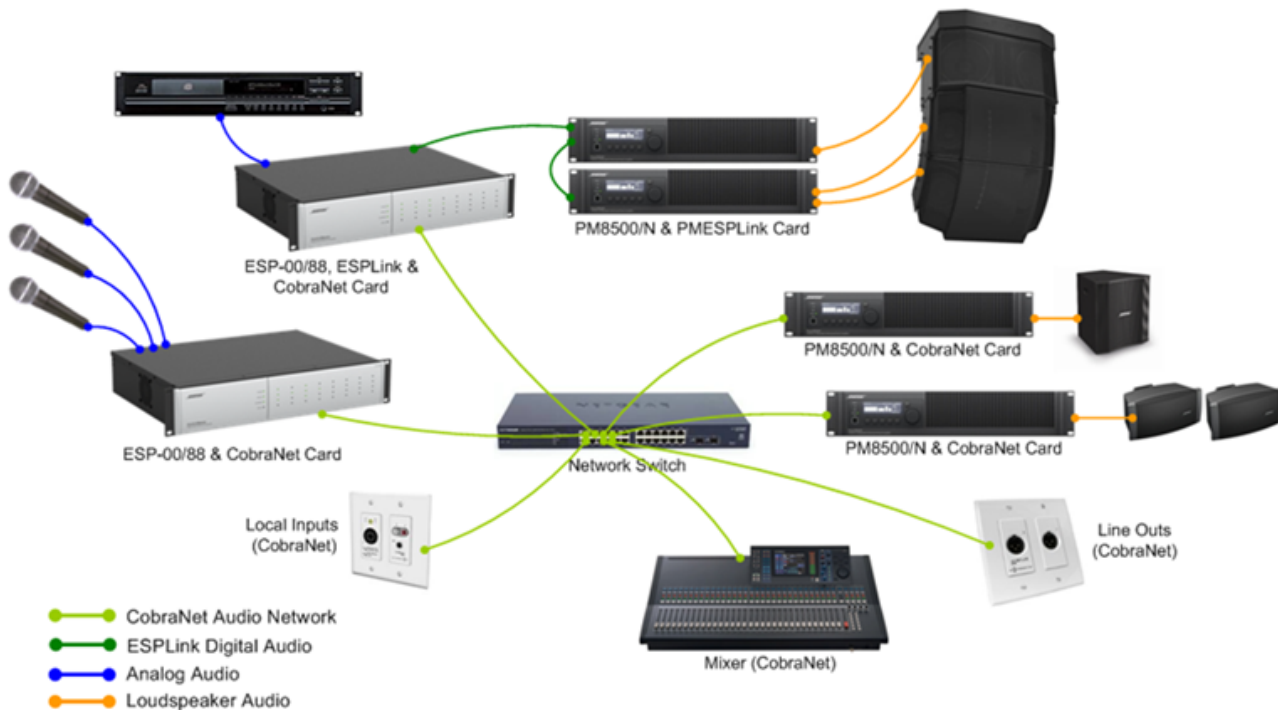 PM8500/N & PMESPLink Card
ESP-00/88, ESPLink &
CobraNet Card
PM8500/N & CobraNet Card
ESP-00/88 & CobraNet Card
NETGEAR
PM8500/N & CobraNet Card
Network Switch
Local Inputs
(CobraNet)
Line Outs
(CobraNet)
Mixer (CobraNet)
CobraNet Audio Network
ESPLink Digital Audio
Analog Audio
Loudspeaker Audio